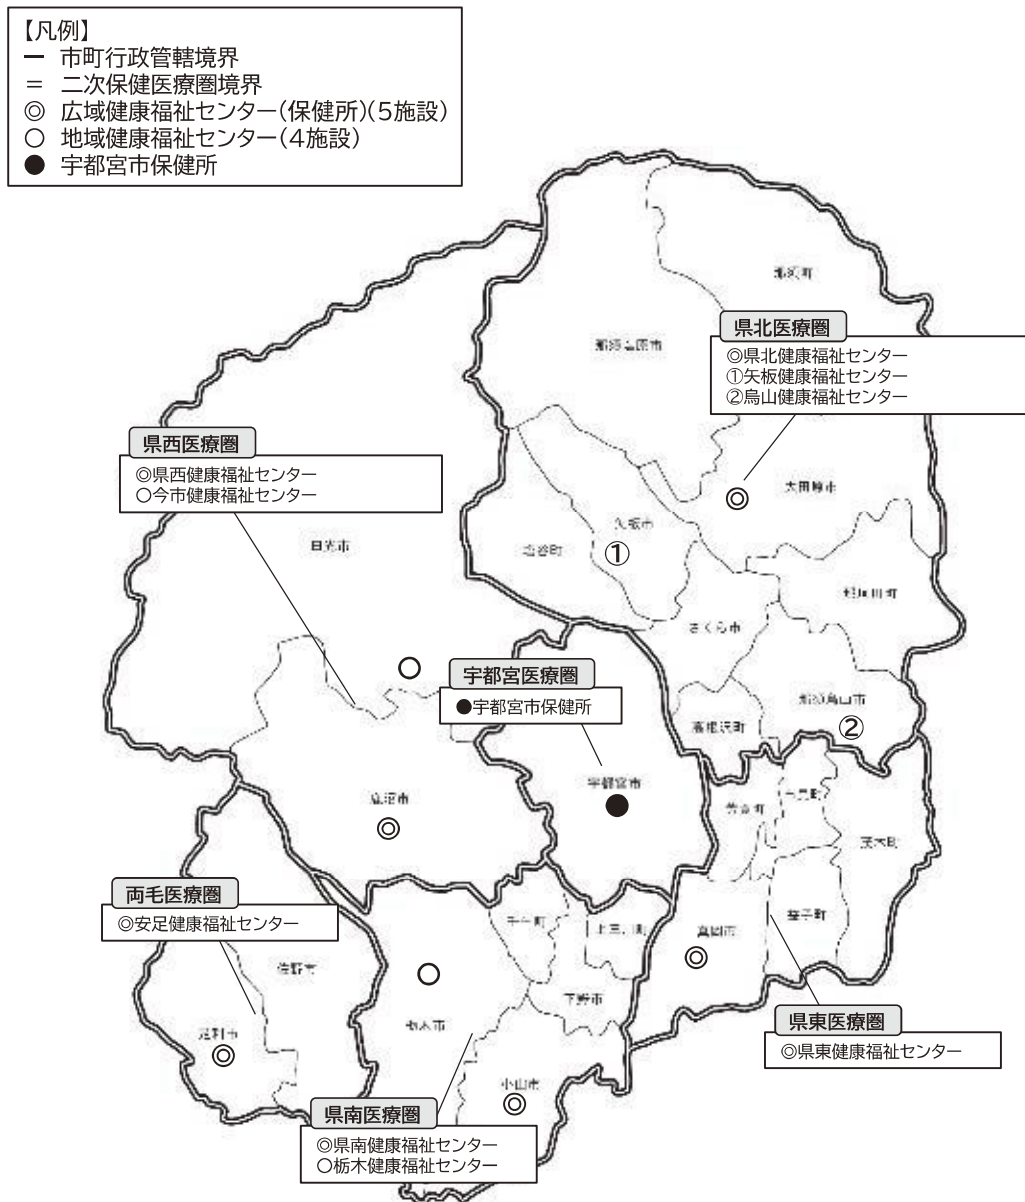 【凡例】
━ 市町行政管轄境界
= 二次保健医療圏境界
◎ 広域健康福祉センター(保健所)(5施設)
○ 地域健康福祉センター(4施設)
● 宇都宮市保健所
那須町
那須塩原市
県北医療圏
◎県北健康福祉センター
①矢板健康福祉センター
②烏山健康福祉センター
県西医療圏
◎県西健康福祉センター
○今市健康福祉センター
大田原市
矢板市
日光市
塩谷町
①
那珂川町
さくら市
宇都宮医療圏
●宇都宮市保健所
那須烏山市
高根沢町
②
宇都宮市
市貝町
鹿沼市
芳賀町
茂木町
両毛医療圏
◎安足健康福祉センター
壬生町
上三川町
真岡市
益子町
佐野市
下野市
栃木市
足利市
県東医療圏
◎県東健康福祉センター
小山市
県南医療圏
◎県南健康福祉センター
○栃木健康福祉センター